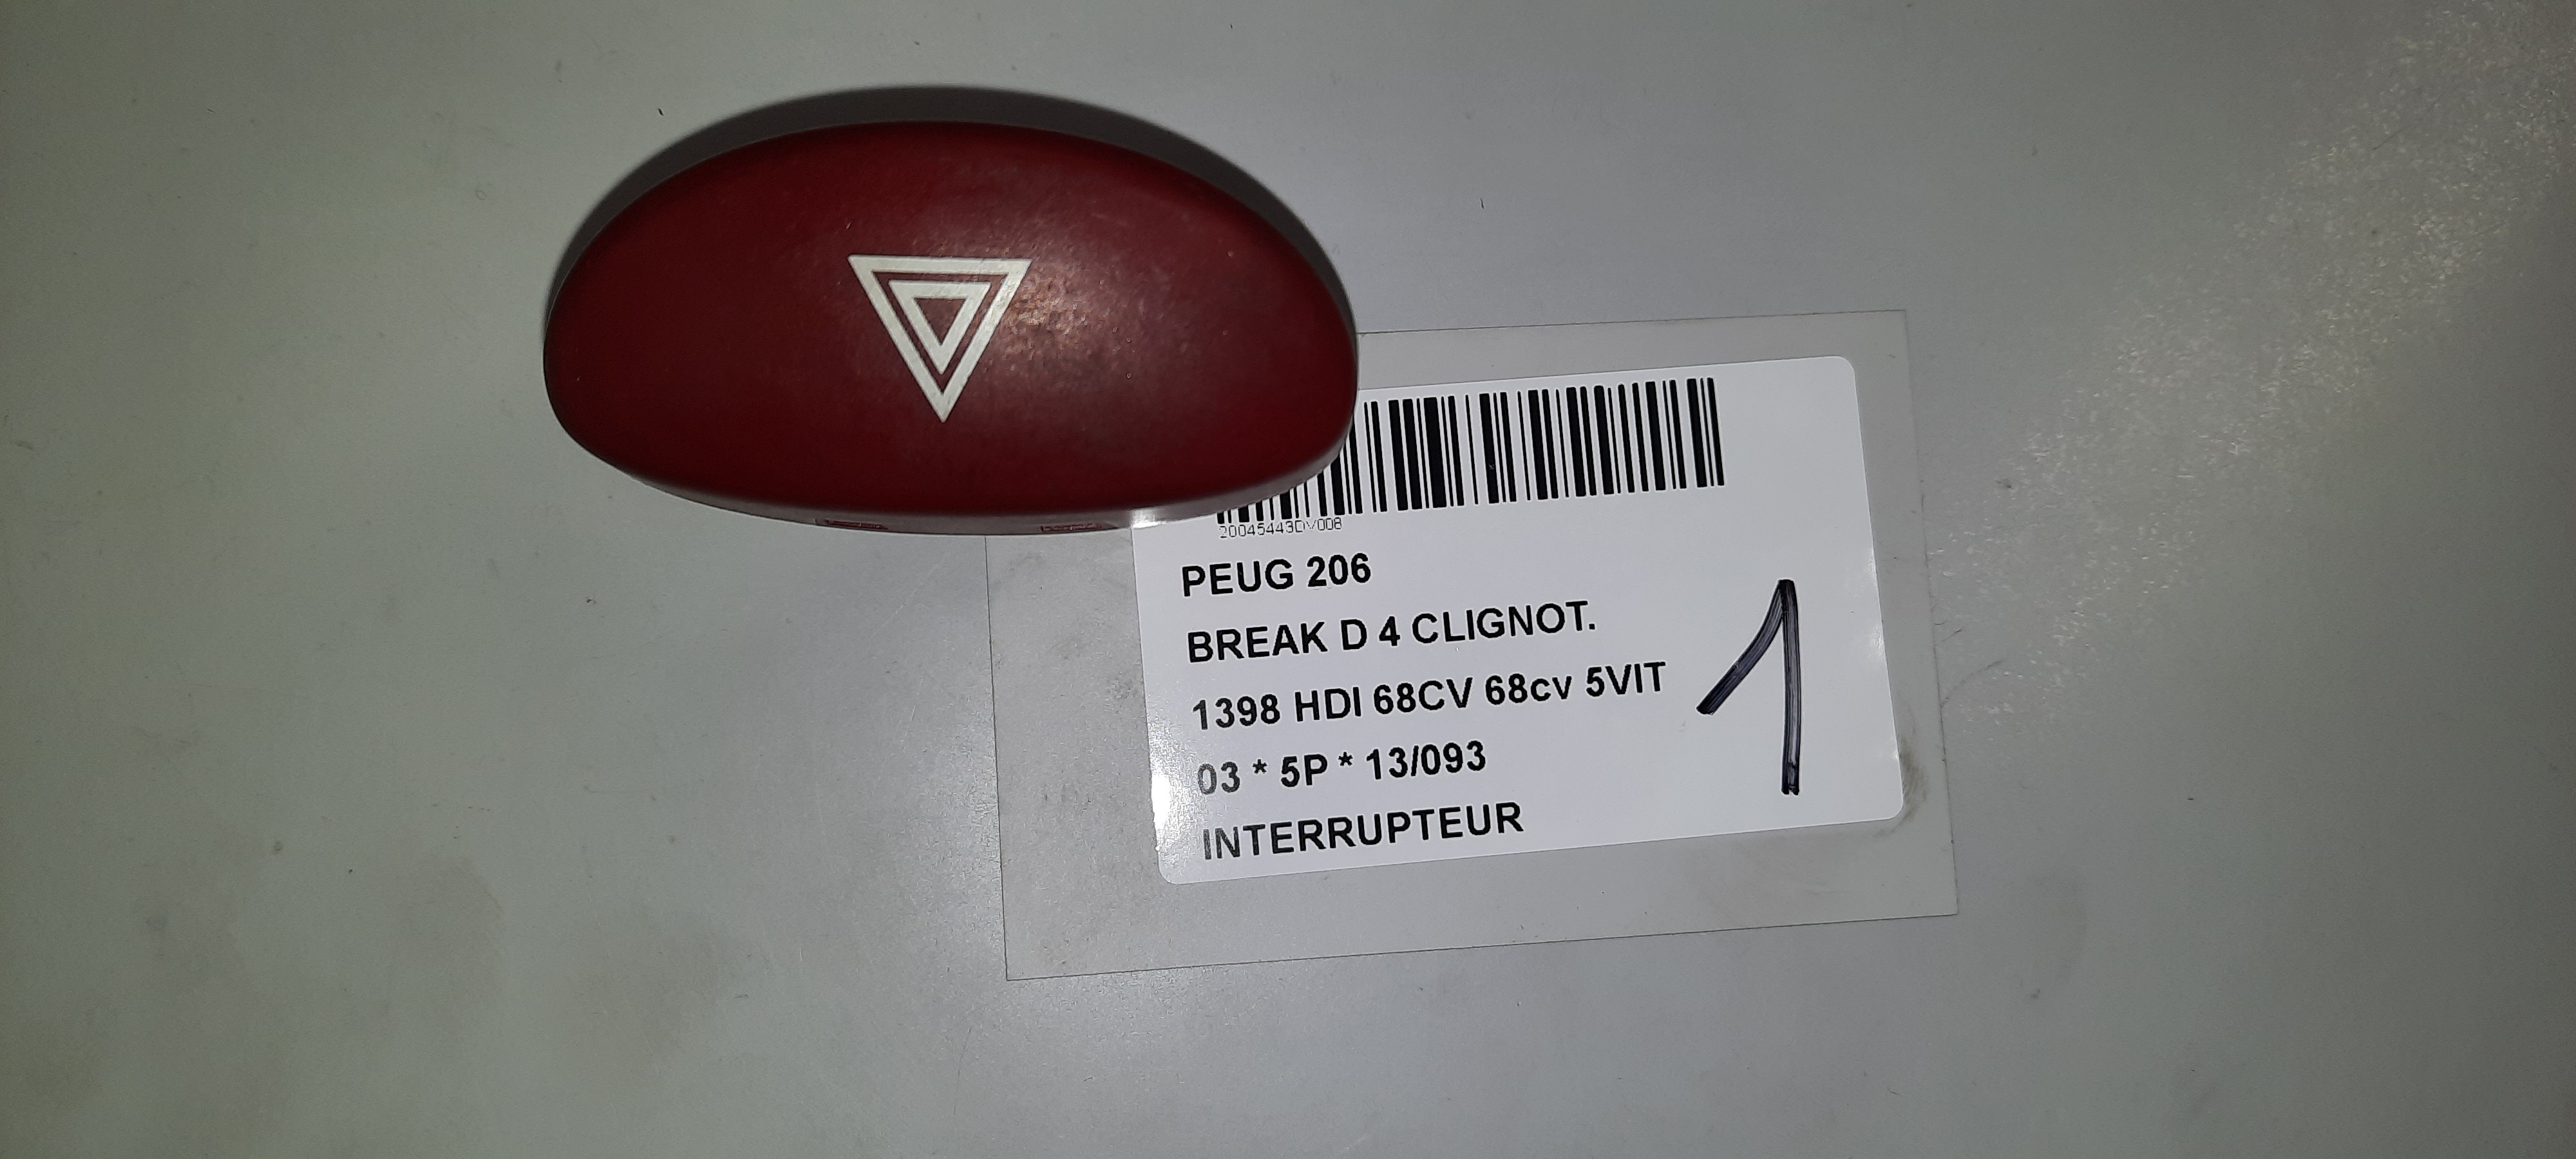 20045443DV008
PEUG 206
BREAK D 4 CLIGNOT.
1398 HDI 68CV 68cv 5VIT
03 * 5P * 13/093
INTERRUPTEUR
1